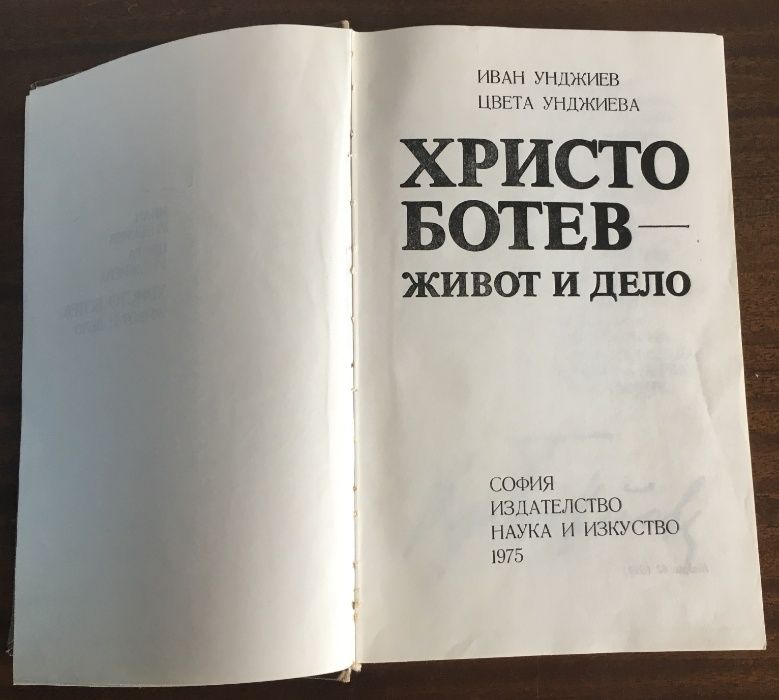 ИВАН УНДЖИЕВ
ЦВЕТА УНДЖИЕВА
ХРИСТО
БОТЕВ —
ЖИВОТ И ДЕЛО
СОФИЯ
ИЗДАТЕЛСТВО
НАУКА И ИЗКУСТВО
1975